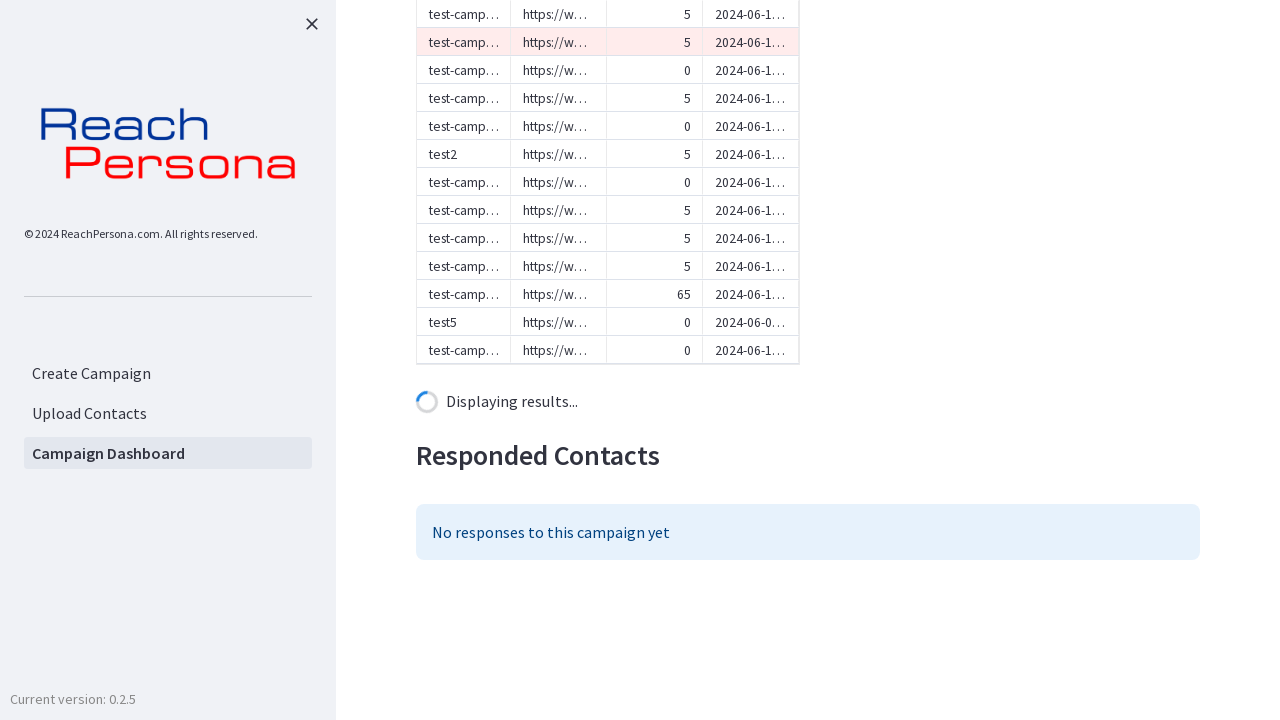 Reach
Persona
© 2024 ReachPersona.com. All rights reserved.
Create Campaign
Upload Contacts
Campaign Dashboard
Current version: 0.2.5
test-camp… https://w… 5 2024-06-1…
test-camp… https://w… 5 2024-06-1…
test-camp… https://w… 0 2024-06-1…
test-camp… https://w… 5 2024-06-1…
test-camp… https://w… 0 2024-06-1…
test2 https://w… 5 2024-06-1…
test-camp… https://w… 0 2024-06-1…
test-camp… https://w… 5 2024-06-1…
test-camp… https://w… 5 2024-06-1…
test-camp… https://w… 5 2024-06-1…
test-camp… https://w… 65 2024-06-1…
test5 https://w… 0 2024-06-0…
test-camp… https://w… 0 2024-06-1…
Displaying results...
Responded Contacts
No responses to this campaign yet